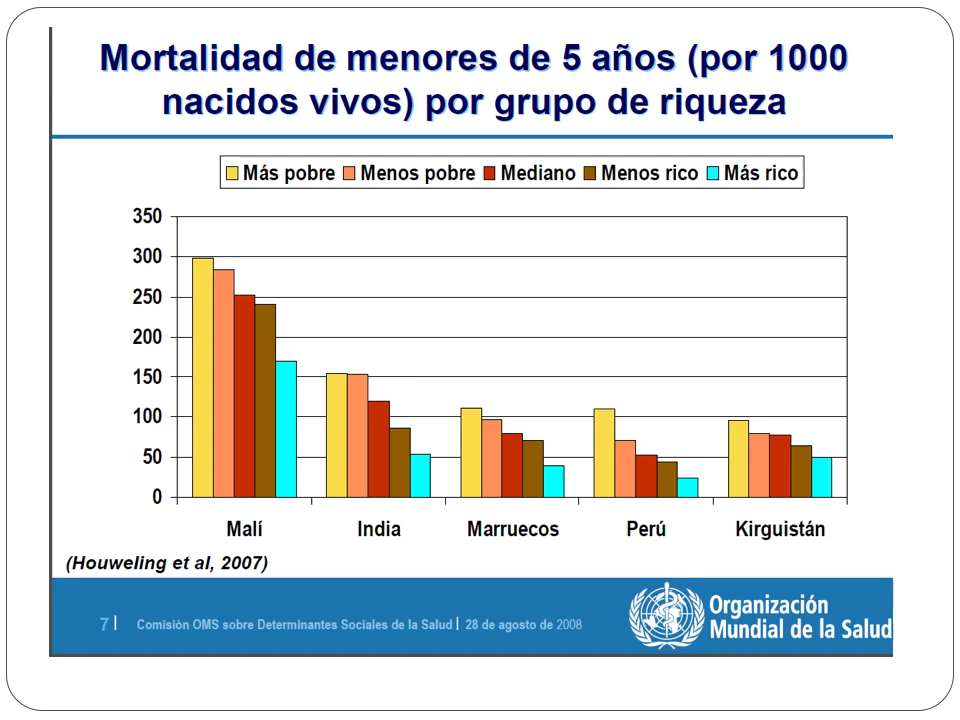 Mortalidad de menores de 5 años (por 1000
nacidos vivos) por grupo de riqueza
Más pobre Menos pobre Mediano Menos rico Más rico
350
300
250
200
150
100
50
0
Malí India Marruecos Perú Kirguistán
(Houweling et al, 2007)
7 | Comisión OMS sobre Determinantes Sociales de la Salud | 28 de agosto de 2008
Organización
Mundial de la Salud